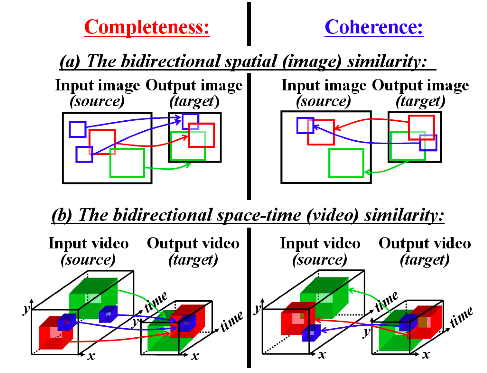 Completeness: Coherence:
(a) The bidirectional spatial (image) similarity:
Input image Output image Input image Output image
(source) (target) (source) (target)
(b) The bidirectional space-time (video) similarity:
Input video Output video Input video Output video
(source) (target) (source) (target)
y time y time
time time
x x x x